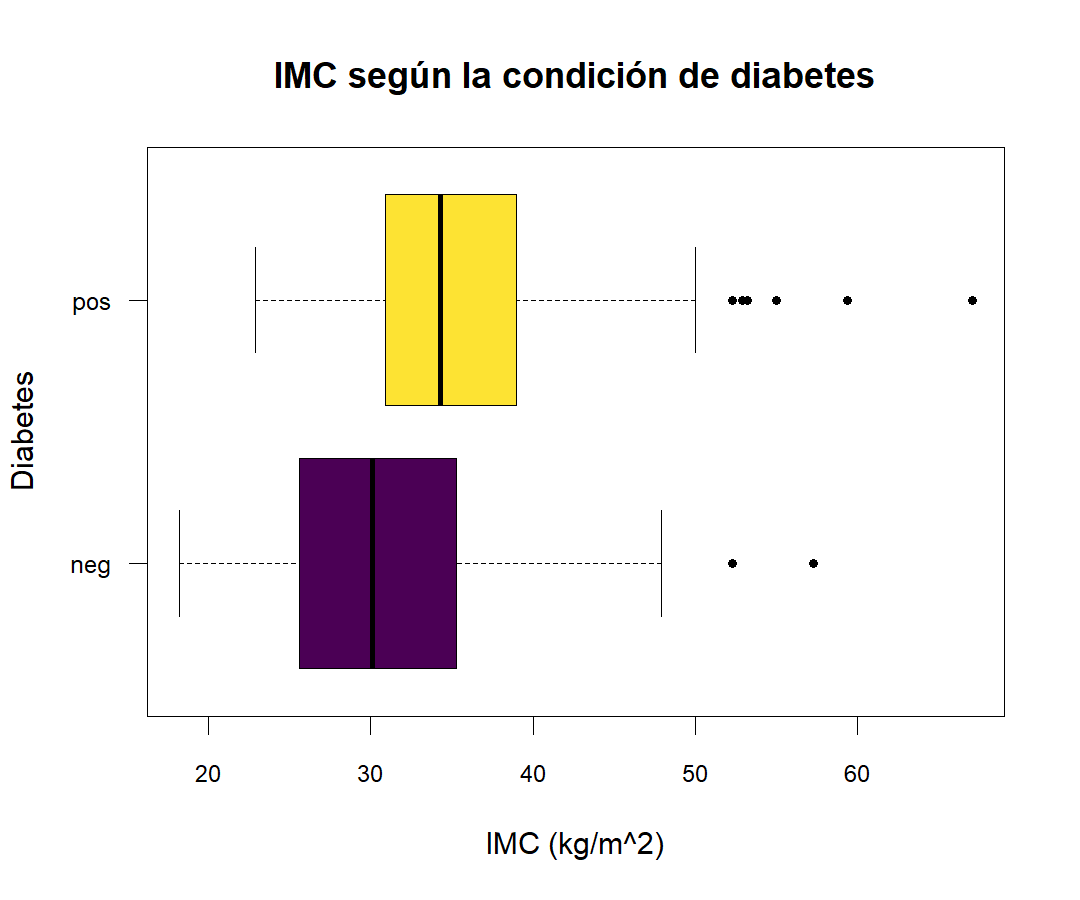 IMC según la condición de diabetes
pos
neg
Diabetes
20 30 40 50 60
IMC (kg/m^2)